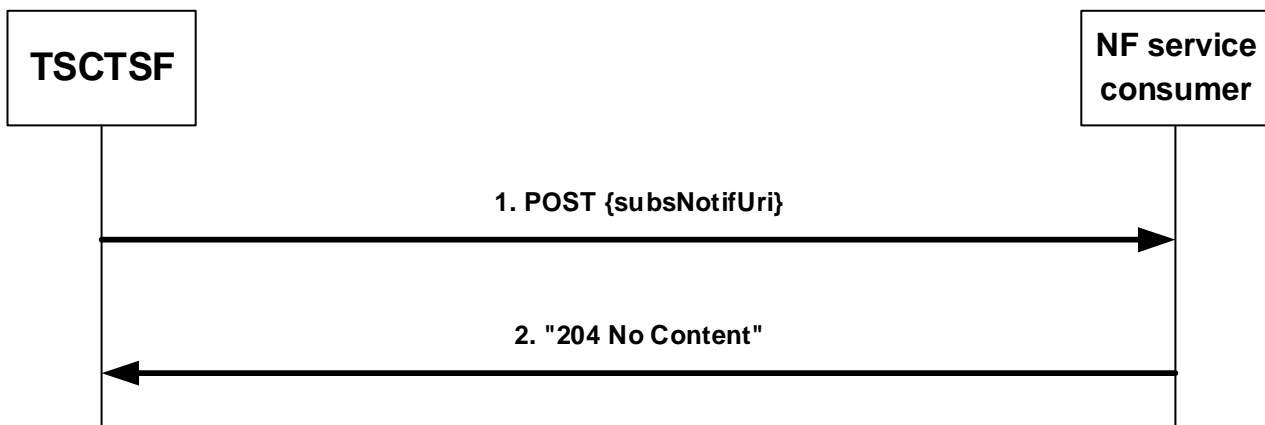 TSCTSF
NF service
consumer
1. POST {subsNotifUri}
2. "204 No Content"